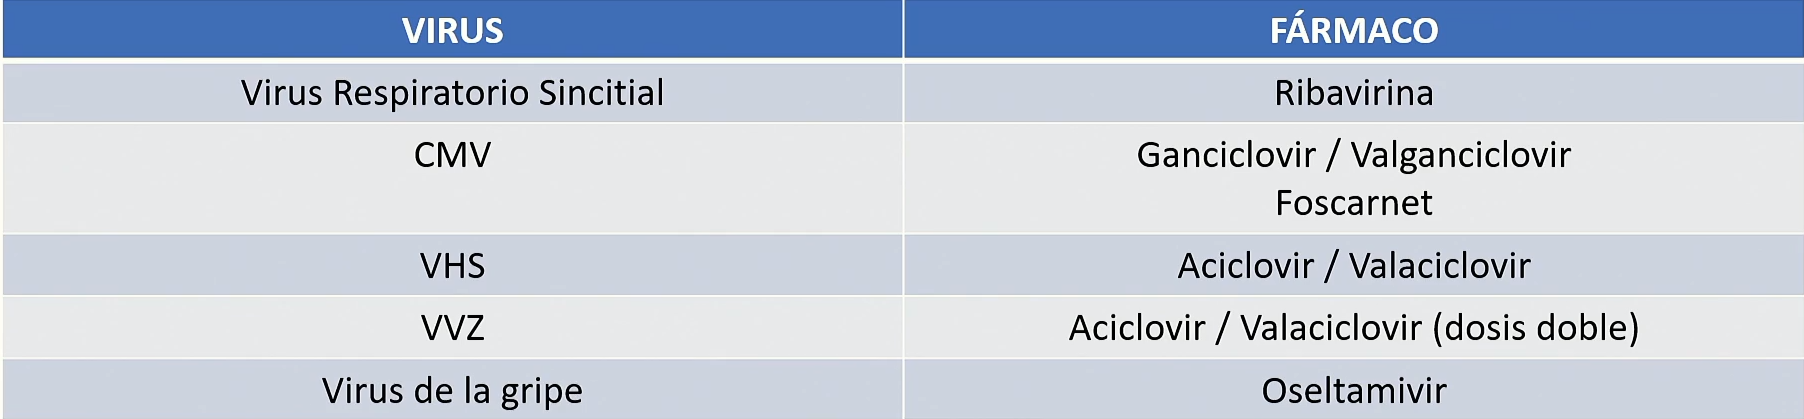 VIRUS FÁRMACO
Virus Respiratorio Sincitial Ribavirina
CMV Ganciclovir / Valganciclovir
Foscarnet
VHS Aciclovir / Valaciclovir
VVZ Aciclovir / Valaciclovir (dosis doble)
Virus de la gripe Oseltamivir